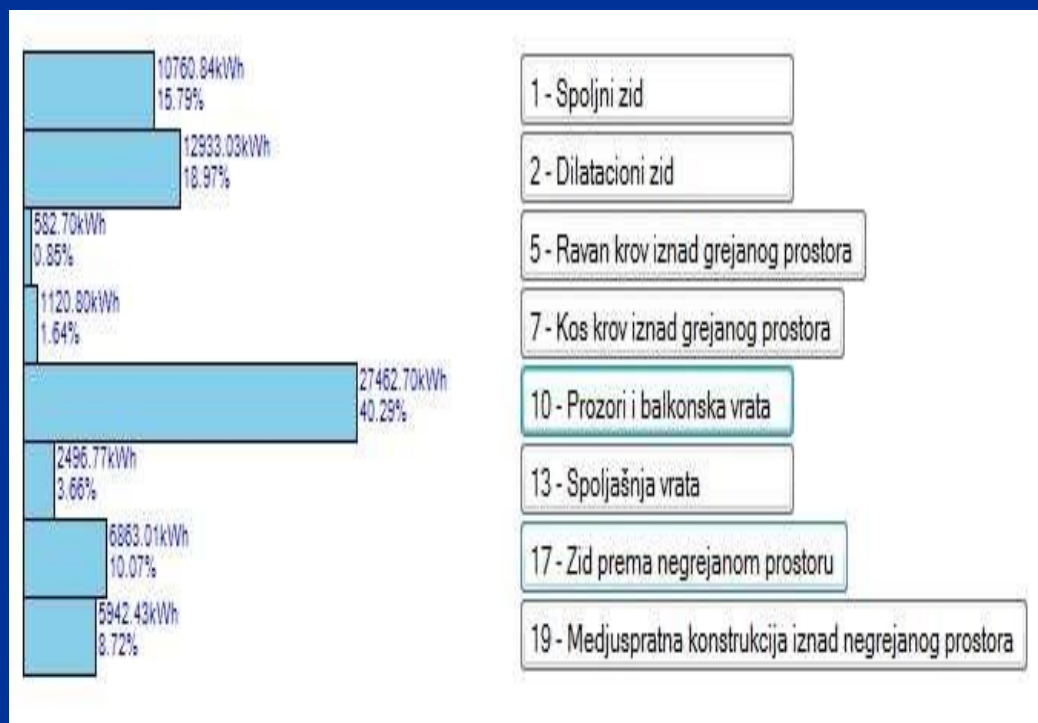 10760.84kWh
15.79%
1 - Spoljni zid
12933.03kWh
18.97%
2 - Dilatacioni zid
582.70kWh
0.85%
5 - Ravan krov iznad grejanog prostora
1120.80kWh
1.64%
7 - Kos krov iznad grejanog prostora
27462.70kWh
40.29%
10 - Prozori i balkonska vrata
2496.77kWh
3.66%
13 - Spoljašnja vrata
6863.01kWh
10.07%
17 - Zid prema negrejanom prostoru
5942.43kWh
8.72%
19 - Medjuspratna konstrukcija iznad negrejanog prostora